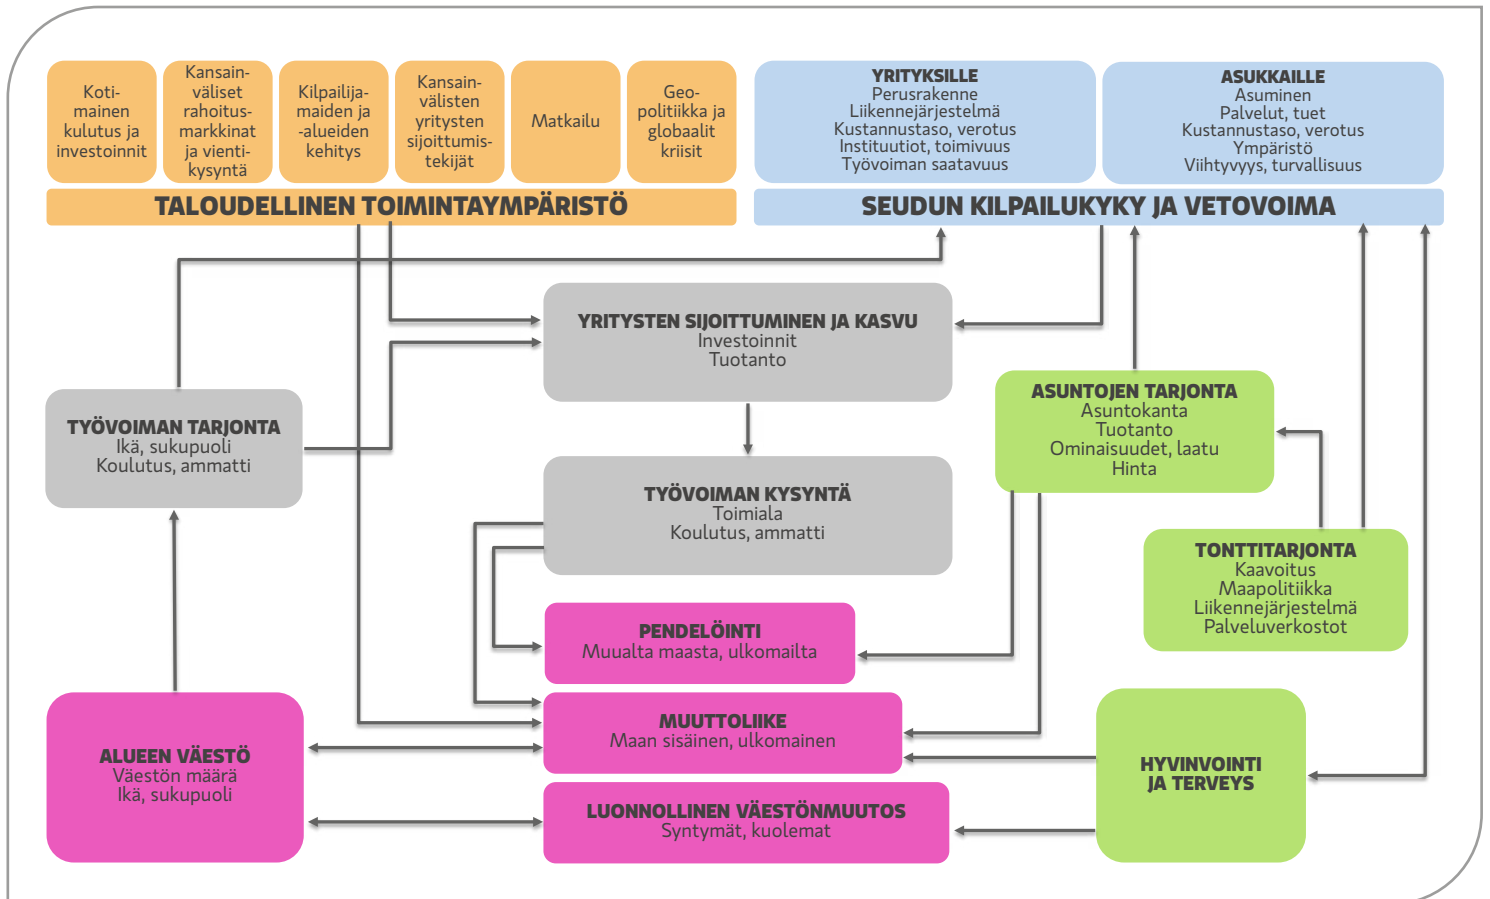 Koti-
mainen
kulutus ja
investoinnit
Kansain-
väliset
rahoitus-
markkinat
ja vienti-
kysyntä
Kilpailija-
maiden ja
-alueiden
kehitys
Kansain-
välisten
yritysten
sijoittumis-
tekijät
Matkailu
Geo-
politiikka ja
globaalit
kriisit
TALOUDELLINEN TOIMINTAYMPÄRISTÖ
YRITYKSILLE
Perusrakenne
Liikennejärjestelmä
Kustannustaso, verotus
Instituutiot, toimivuus
Työvoiman saatavuus
ASUKKAILLE
Asuminen
Palvelut, tuet
Kustannustaso, verotus
Ympäristö
Viihtyvyys, turvallisuus
SEUDUN KILPAILUKYKY JA VETOVOIMA
YRITYSTEN SIJOITTUMINEN JA KASVU
Investoinnit
Tuotanto
TYÖVOIMAN TARJONTA
Ikä, sukupuoli
Koulutus, ammatti
ASUNTOJEN TARJONTA
Asuntokanta
Tuotanto
Ominaisuudet, laatu
Hinta
TYÖVOIMAN KYSYNTÄ
Toimiala
Koulutus, ammatti
TONTTITARJONTA
Kaavoitus
Maapolitiikka
Liikennejärjestelmä
Palveluverkostot
PENDELÖINTI
Muualta maasta, ulkomailta
MUUTTOLIIKE
Maan sisäinen, ulkomainen
ALUEEN VÄESTÖ
Väestön määrä
Ikä, sukupuoli
HYVINVOINTI
JA TERVEYS
LUONNOLLINEN VÄESTÖNMUUTOS
Syntymät, kuolemat